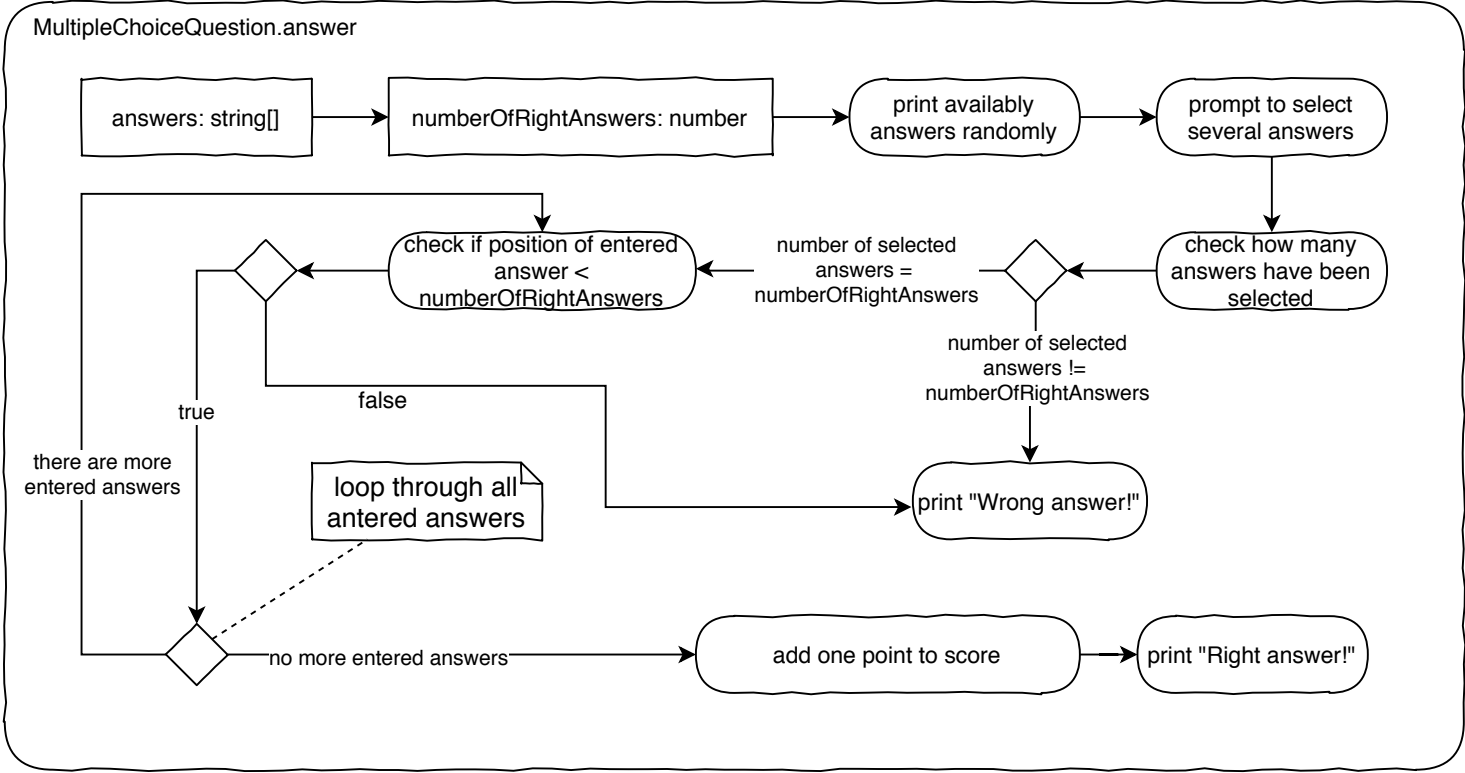 MultipleChoiceQuestion.answer
answers: string[]
numberOfRightAnswers: number
print availably
answers randomly
prompt to select
several answers
check if position of entered
answer <
numberOfRightAnswers
number of selected
answers =
numberOfRightAnswers
check how many
answers have been
selected
number of selected
answers !=
numberOfRightAnswers
true
false
there are more
entered answers
loop through all
antered answers
print "Wrong answer!"
no more entered answers
add one point to score
print "Right answer!"